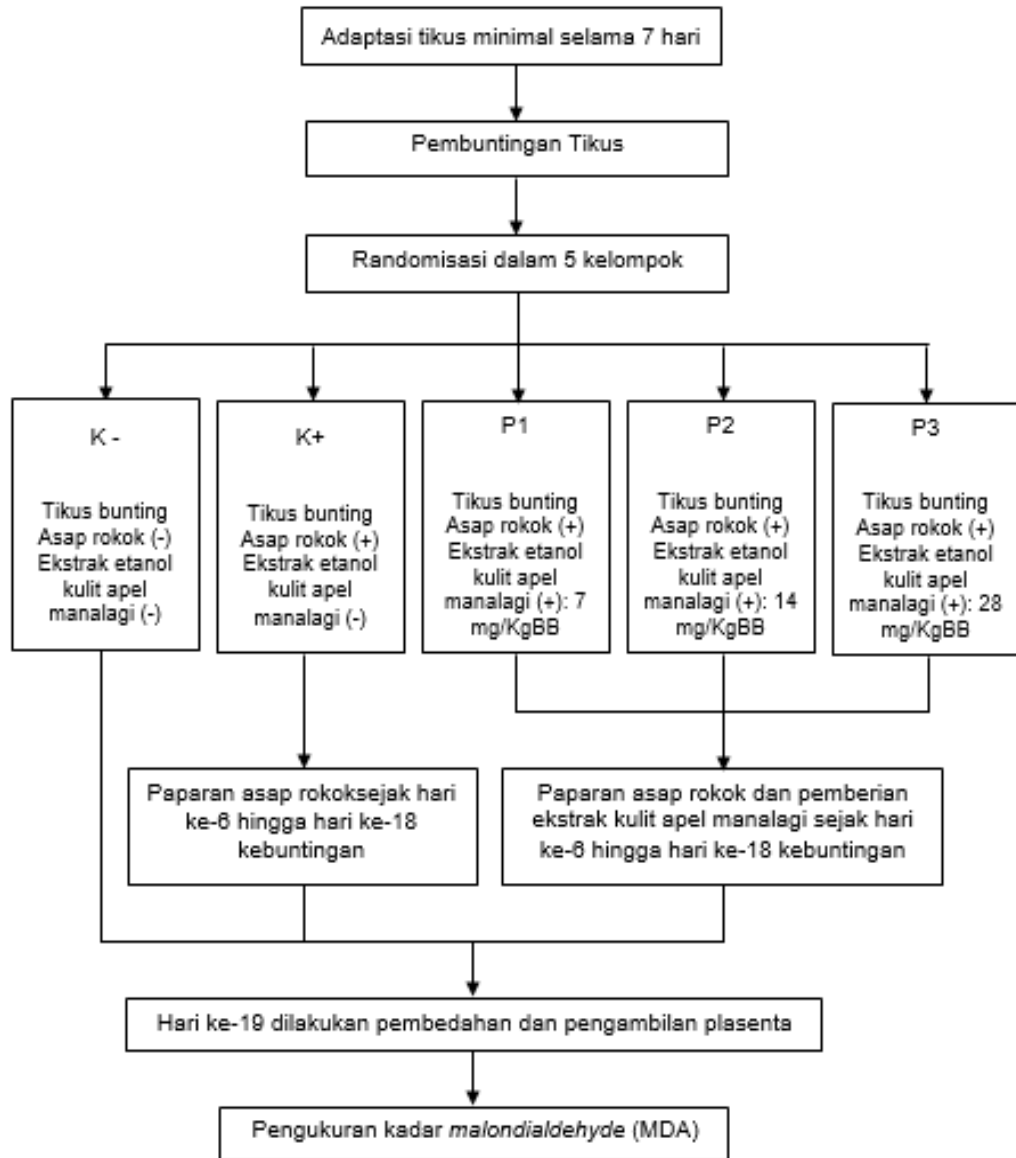 Adaptasi tikus minimal selama 7 hari
Pembuntingan Tikus
Randomisasi dalam 5 kelompok
K -
Tikus bunting
Asap rokok (-)
Ekstrak etanol
kulit apel
manalagi (-)
K+
Tikus bunting
Asap rokok (+)
Ekstrak etanol
kulit apel
manalagi (-)
P1
Tikus bunting
Asap rokok (+)
Ekstrak etanol
kulit apel
manalagi (+): 7
mg/KgBB
P2
Tikus bunting
Asap rokok (+)
Ekstrak etanol
kulit apel
manalagi (+): 14
mg/KgBB
P3
Tikus bunting
Asap rokok (+)
Ekstrak etanol
kulit apel
manalagi (+): 28
mg/KgBB
Paparan asap rokoksejak hari
ke-6 hingga hari ke-18
kebuntingan
Paparan asap rokok dan pemberian
ekstrak kulit apel manalagi sejak hari
ke-6 hingga hari ke-18 kebuntingan
Hari ke-19 dilakukan pembedahan dan pengambilan plasenta
Pengukuran kadar malondialdehyde (MDA)